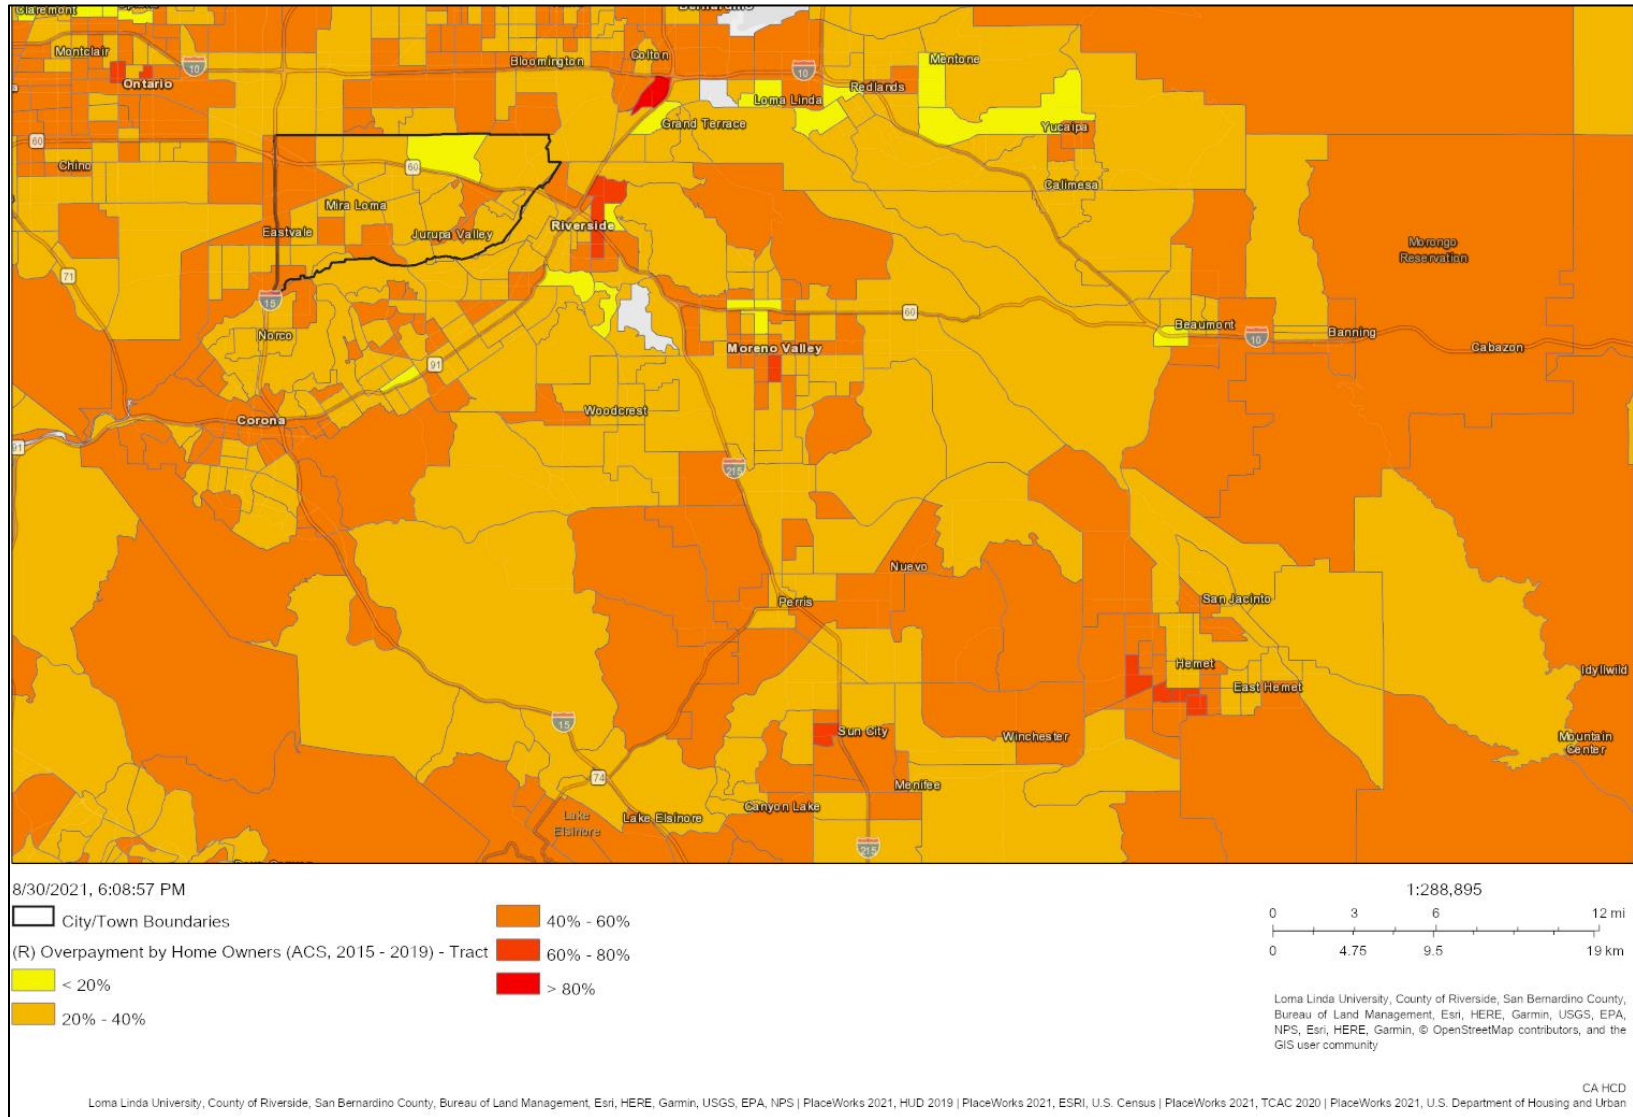 Claremont
Montclair
10
Ontario
Bloomington
Colton
10
Loma Linda
Redlands
Mentone
Grand Terrace
Yucaipa
60
Chino
60
Calimesa
Mira Loma
Riverside
Eastvale
Jurupa Valley
Morongo
Reservation
71
15
Norco
60
Beaumont
10
Banning
Cabazon
Moreno Valley
91
Woodcrest
Corona
91
215
Nuevo
Perris
San Jacinto
Hemet
East Hemet
Idyllwild
15
Sun City
Winchester
Mountain
Center
74
Menifee
Canyon Lake
Lake
Elsinore
Lake Elsinore
215
8/30/2021, 6:08:57 PM
City/Town Boundaries
(R) Overpayment by Home Owners (ACS, 2015 - 2019) - Tract
< 20%
20% - 40%
40% - 60%
60% - 80%
> 80%
1:288,895
0 3 6 12 mi
0 4.75 9.5 19 km
Loma Linda University, County of Riverside, San Bernardino County,
Bureau of Land Management, Esri, HERE, Garmin, USGS, EPA,
NPS, Esri, HERE, Garmin, © OpenStreetMap contributors, and the
GIS user community
CA HCD
Loma Linda University, County of Riverside, San Bernardino County, Bureau of Land Management, Esri, HERE, Garmin, USGS, EPA, NPS | PlaceWorks 2021, HUD 2019 | PlaceWorks 2021, ESRI, U.S. Census | PlaceWorks 2021, TCAC 2020 | PlaceWorks 2021, U.S. Department of Housing and Urban